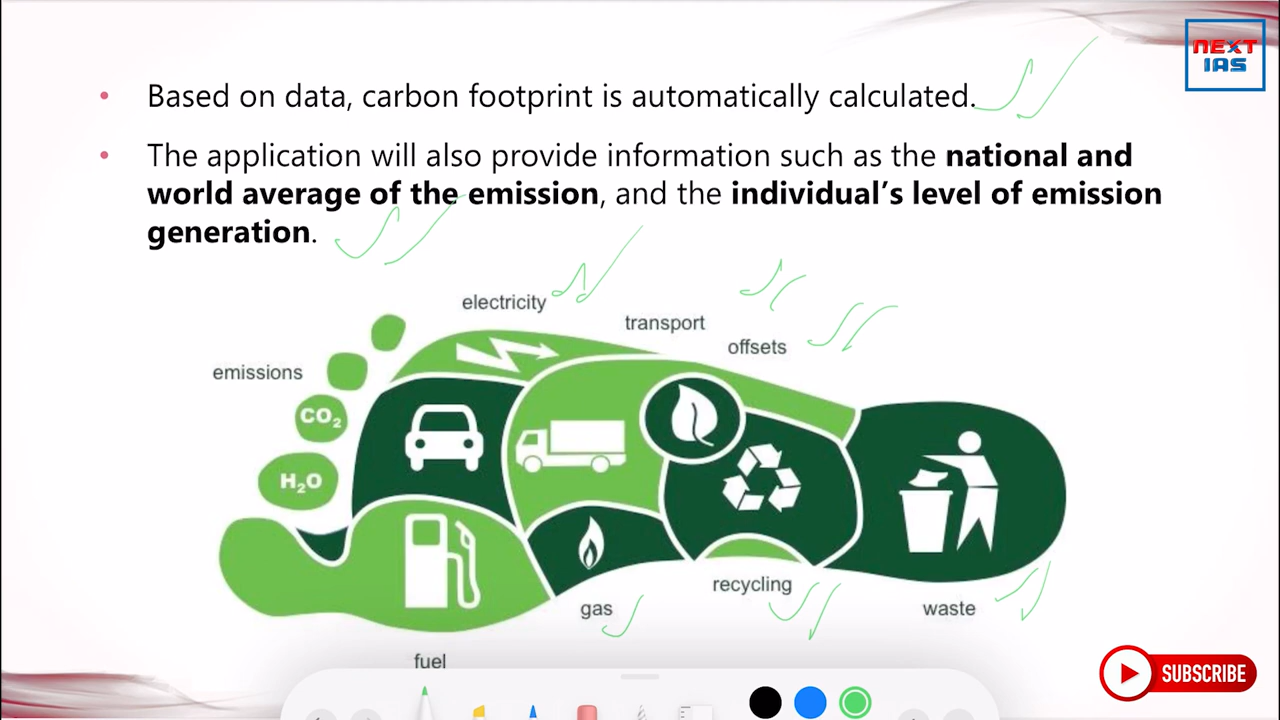 NEXT
IAS
• Based on data, carbon footprint is automatically calculated.
• The application will also provide information such as the national and
world average of the emission, and the individual’s level of emission
generation.
electricity
transport
offsets
emissions
CO₂
H₂O
recycling
gas
waste
fuel
SUBSCRIBE